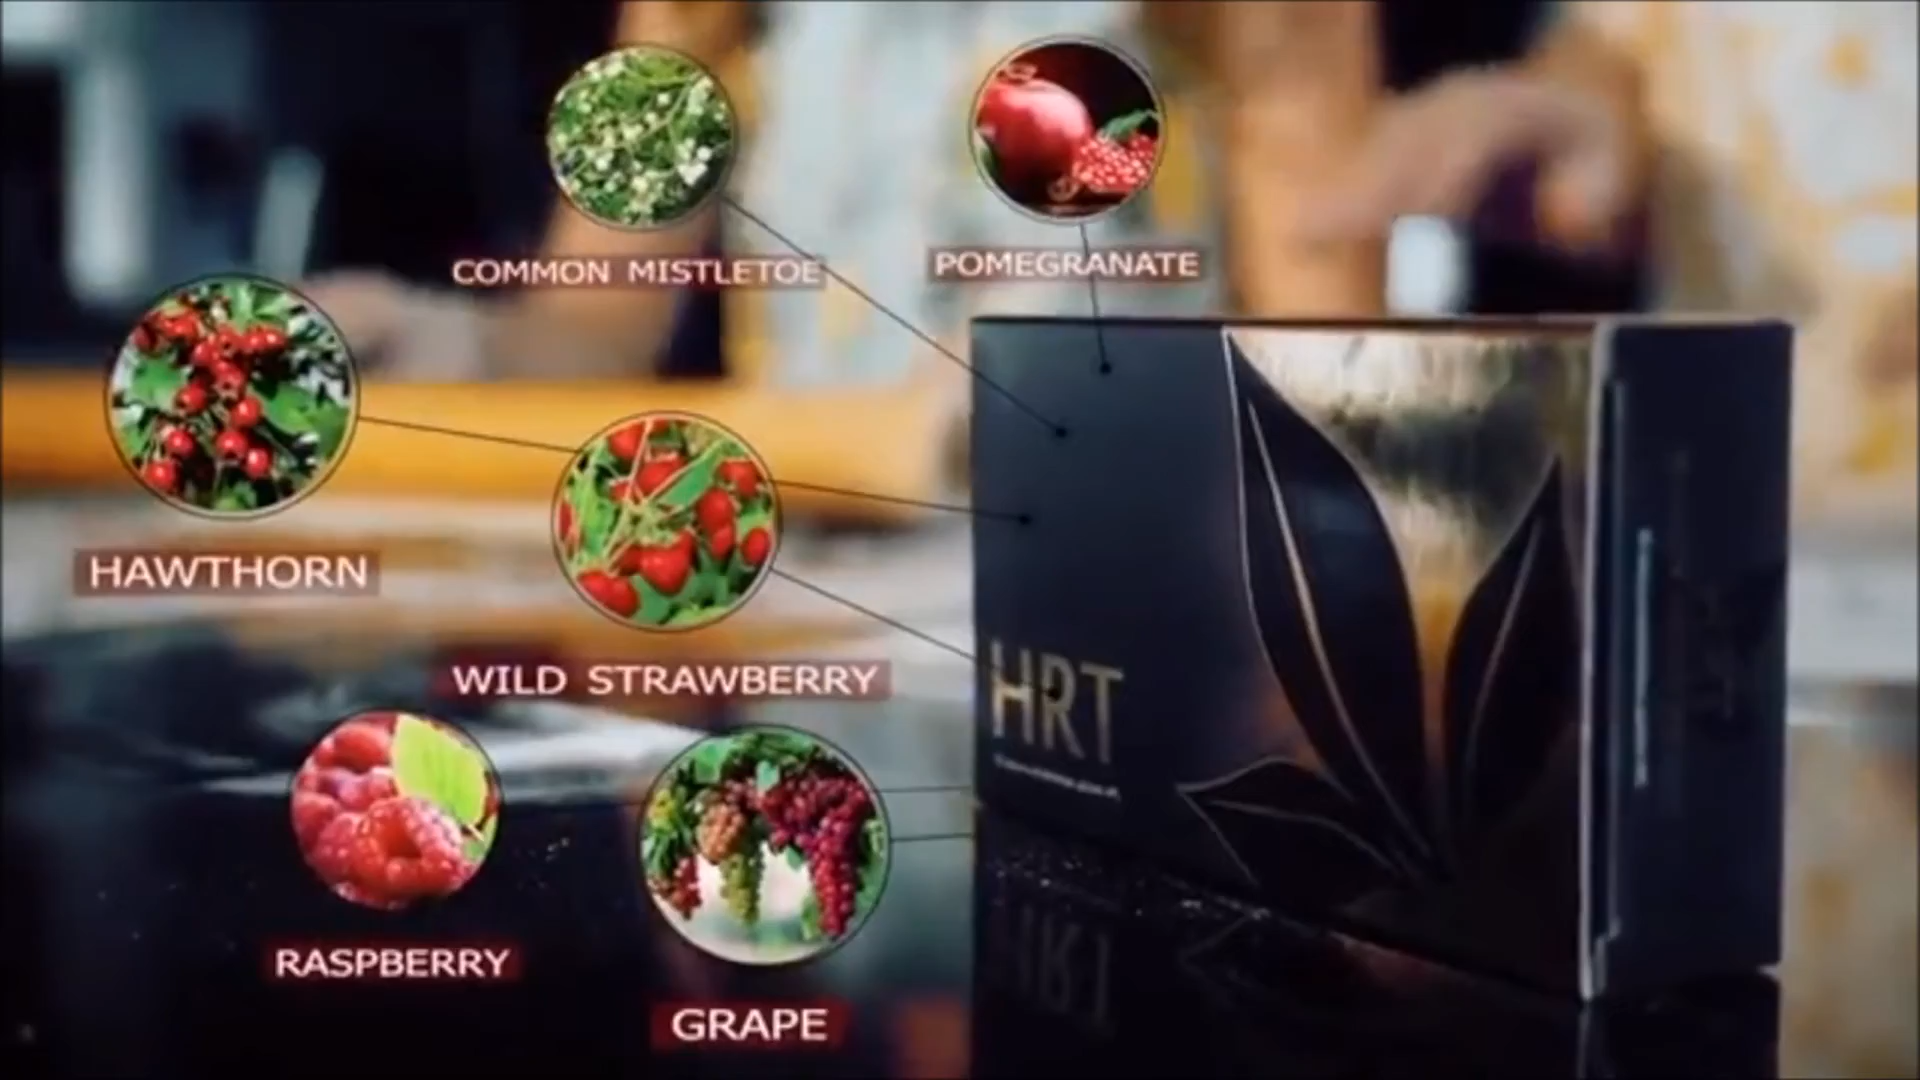 COMMON MISTLETOE
POMEGRANATE
HAWTHORN
WILD STRAWBERRY
HRT
RASPBERRY
GRAPE